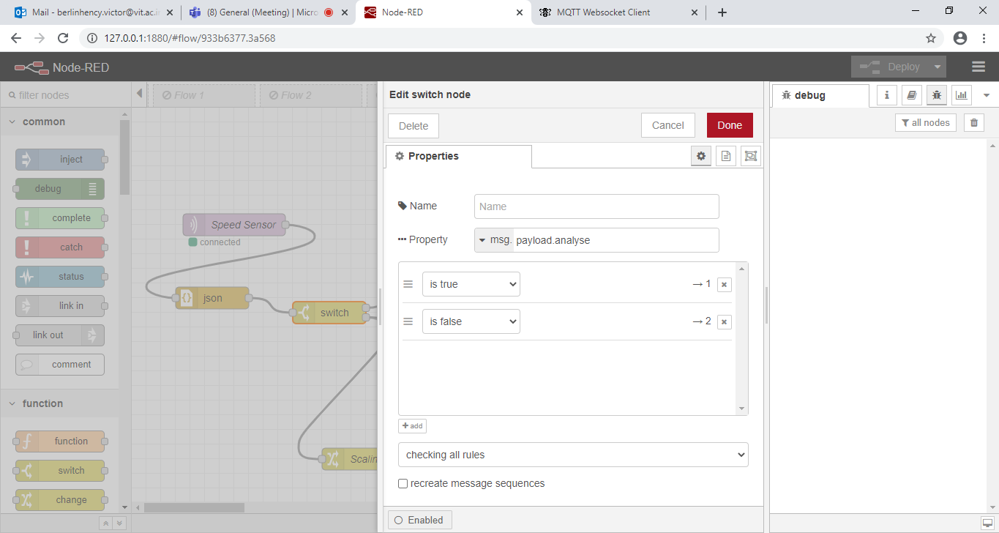 Mail - berlinhency.victor@vit.ac.i
(8) General (Meeting) | Micro
Node-RED
MQTT Websocket Client
127.0.0.1:1880/#flow/933b6377.3a568
Node-RED
Deploy
filter nodes
Flow 1
Flow 2
common
inject
debug
complete
catch
status
link in
link out
comment
function
function
switch
change
Speed Sensor
connected
json
switch
Scalin
Edit switch node
Delete
Cancel
Done
Properties
Name
Name
Property
msg. payload.analyse
is true
→ 1
is false
→ 2
add
checking all rules
recreate message sequences
Enabled
debug
all nodes